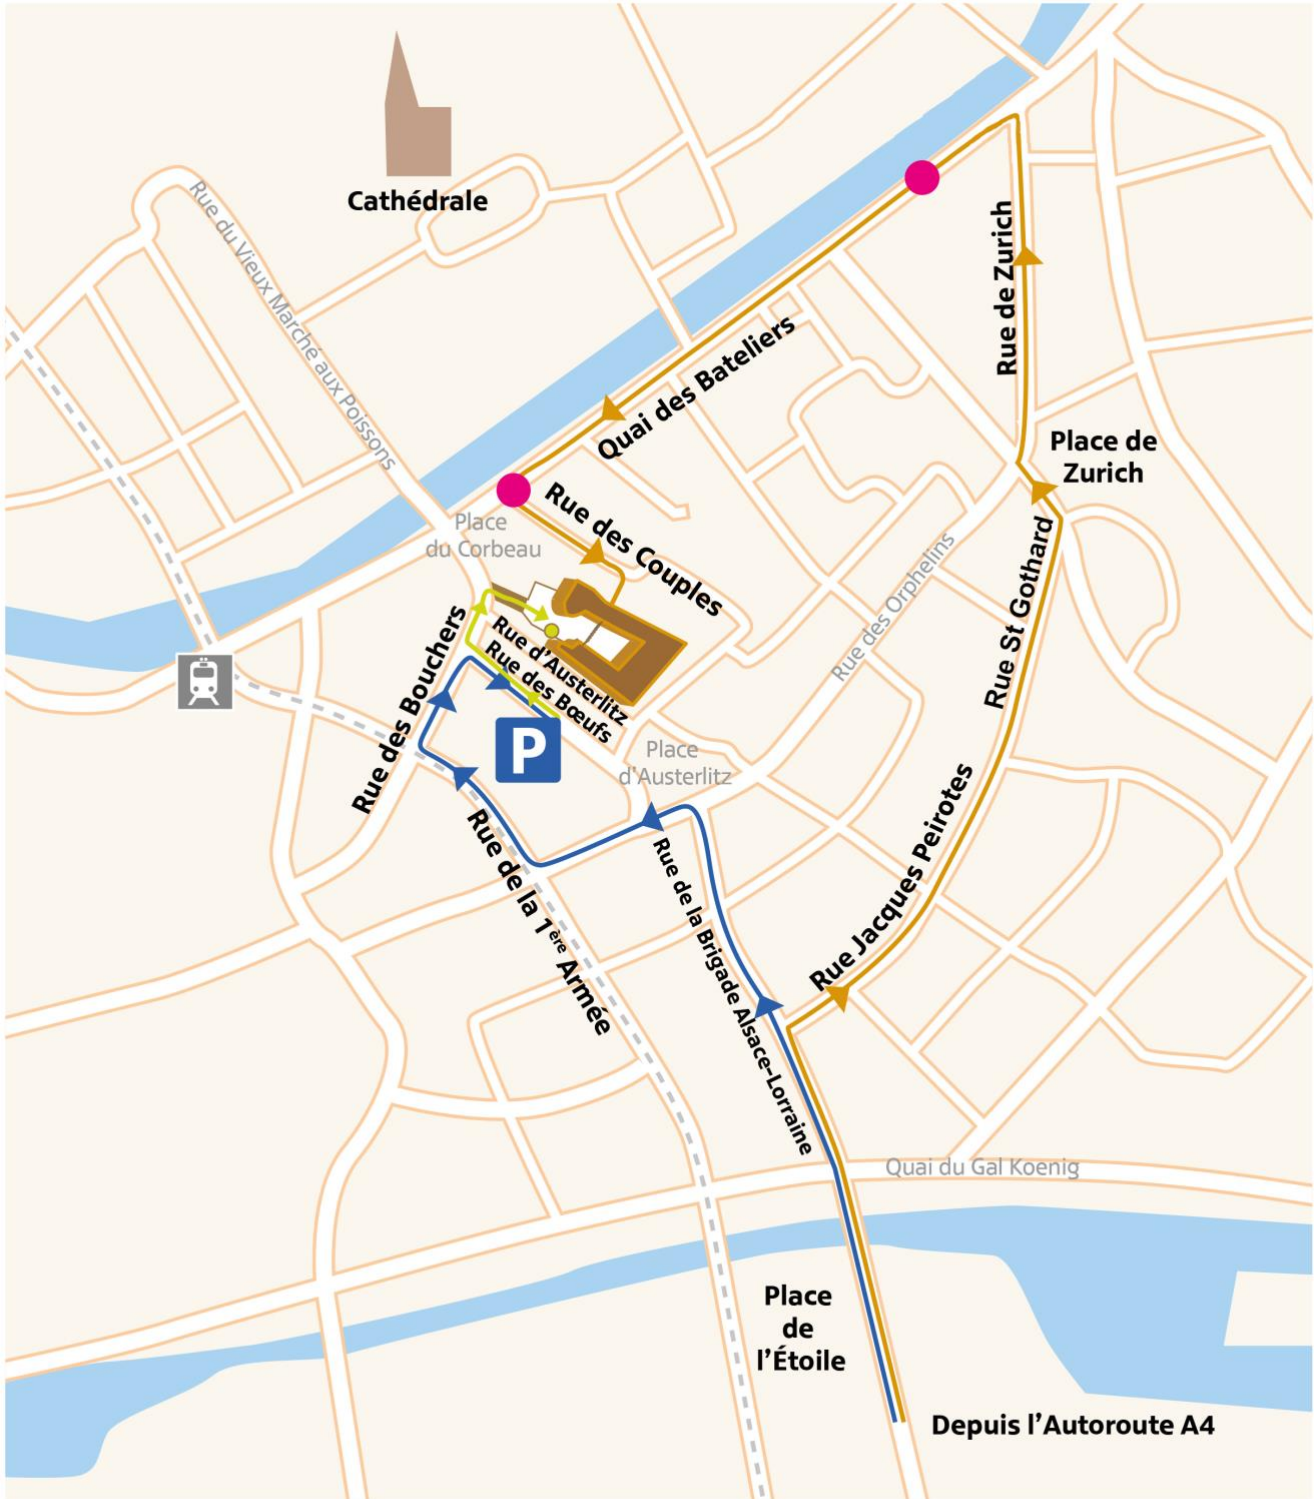 Cathédrale
Rue du Vieux Marche aux Poissons
Rue de Zurich
Quai des Bateliers
Place de
Zurich
Place
du Corbeau
Rue des Couples
Rue des Orphelins
Rue St Gothard
Rue des Bouchers
Rue d'Austerlitz
Rue des Bœufs
P
Place
d'Austerlitz
Rue Jacques Peirotes
Rue de la 1ère Armée
Rue de la Brigade Alsace-Lorraine
Quai du Gal Koenig
Place
de
l'Étoile
Depuis l'Autoroute A4